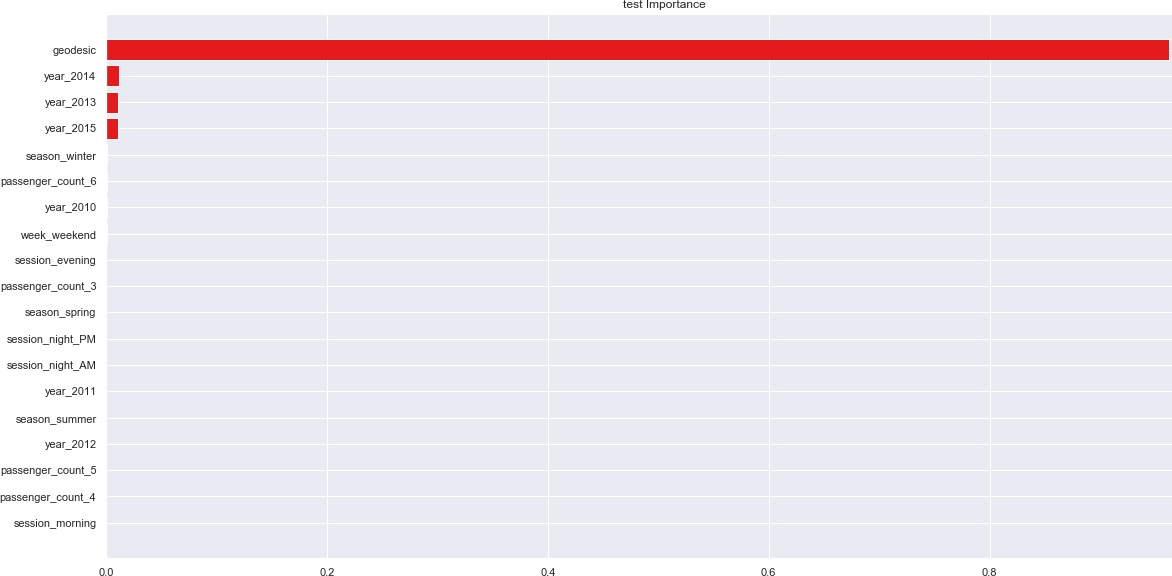 test Importance
geodesic
year_2014
year_2013
year_2015
season_winter
passenger_count_6
year_2010
week_weekend
session_evening
passenger_count_3
season_spring
session_night_PM
session_night_AM
year_2011
season_summer
year_2012
passenger_count_5
passenger_count_4
session_morning
0.0 0.2 0.4 0.6 0.8